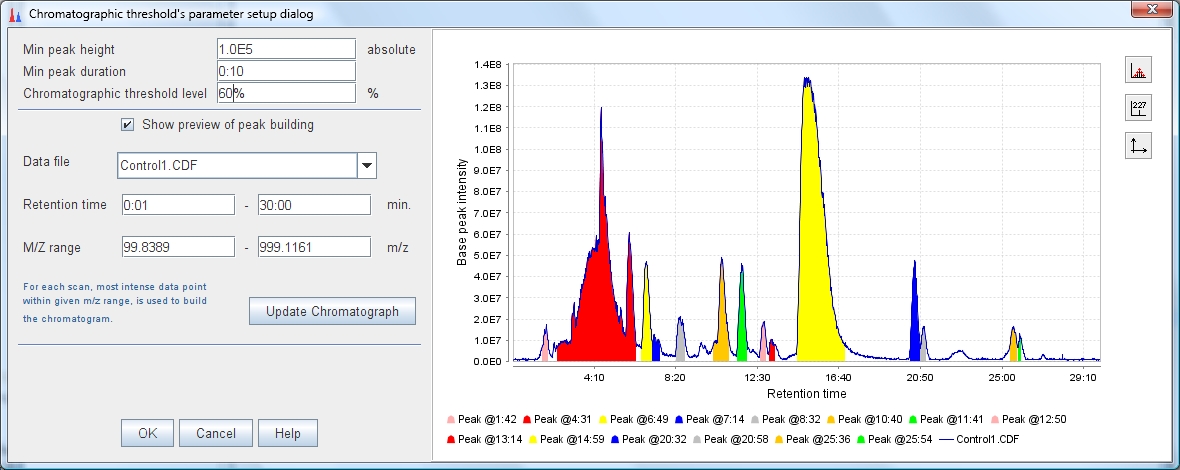 Chromatographic threshold's parameter setup dialog
Min peak height 1.0E5 absolute
Min peak duration 0:10
Chromatographic threshold level 60% %
Show preview of peak building
Data file Control1.CDF
Retention time 0:01 - 30:00 min.
M/Z range 99.8389 - 999.1161 m/z
For each scan, most intense data point
within given m/z range, is used to build
the chromatogram.
Update Chromatograph
OK Cancel Help
Base peak intensity
1.4E8
1.3E8
1.2E8
1.1E8
1.0E8
9.0E7
8.0E7
7.0E7
6.0E7
5.0E7
4.0E7
3.0E7
2.0E7
1.0E7
0.0E0
4:10 8:20 12:30 16:40 20:50 25:00 29:10
Retention time
Peak @1:42 Peak @4:31 Peak @6:49 Peak @7:14 Peak @8:32 Peak @10:40 Peak @11:41 Peak @12:50
Peak @13:14 Peak @14:59 Peak @20:32 Peak @20:58 Peak @25:36 Peak @25:54 Control1.CDF
227